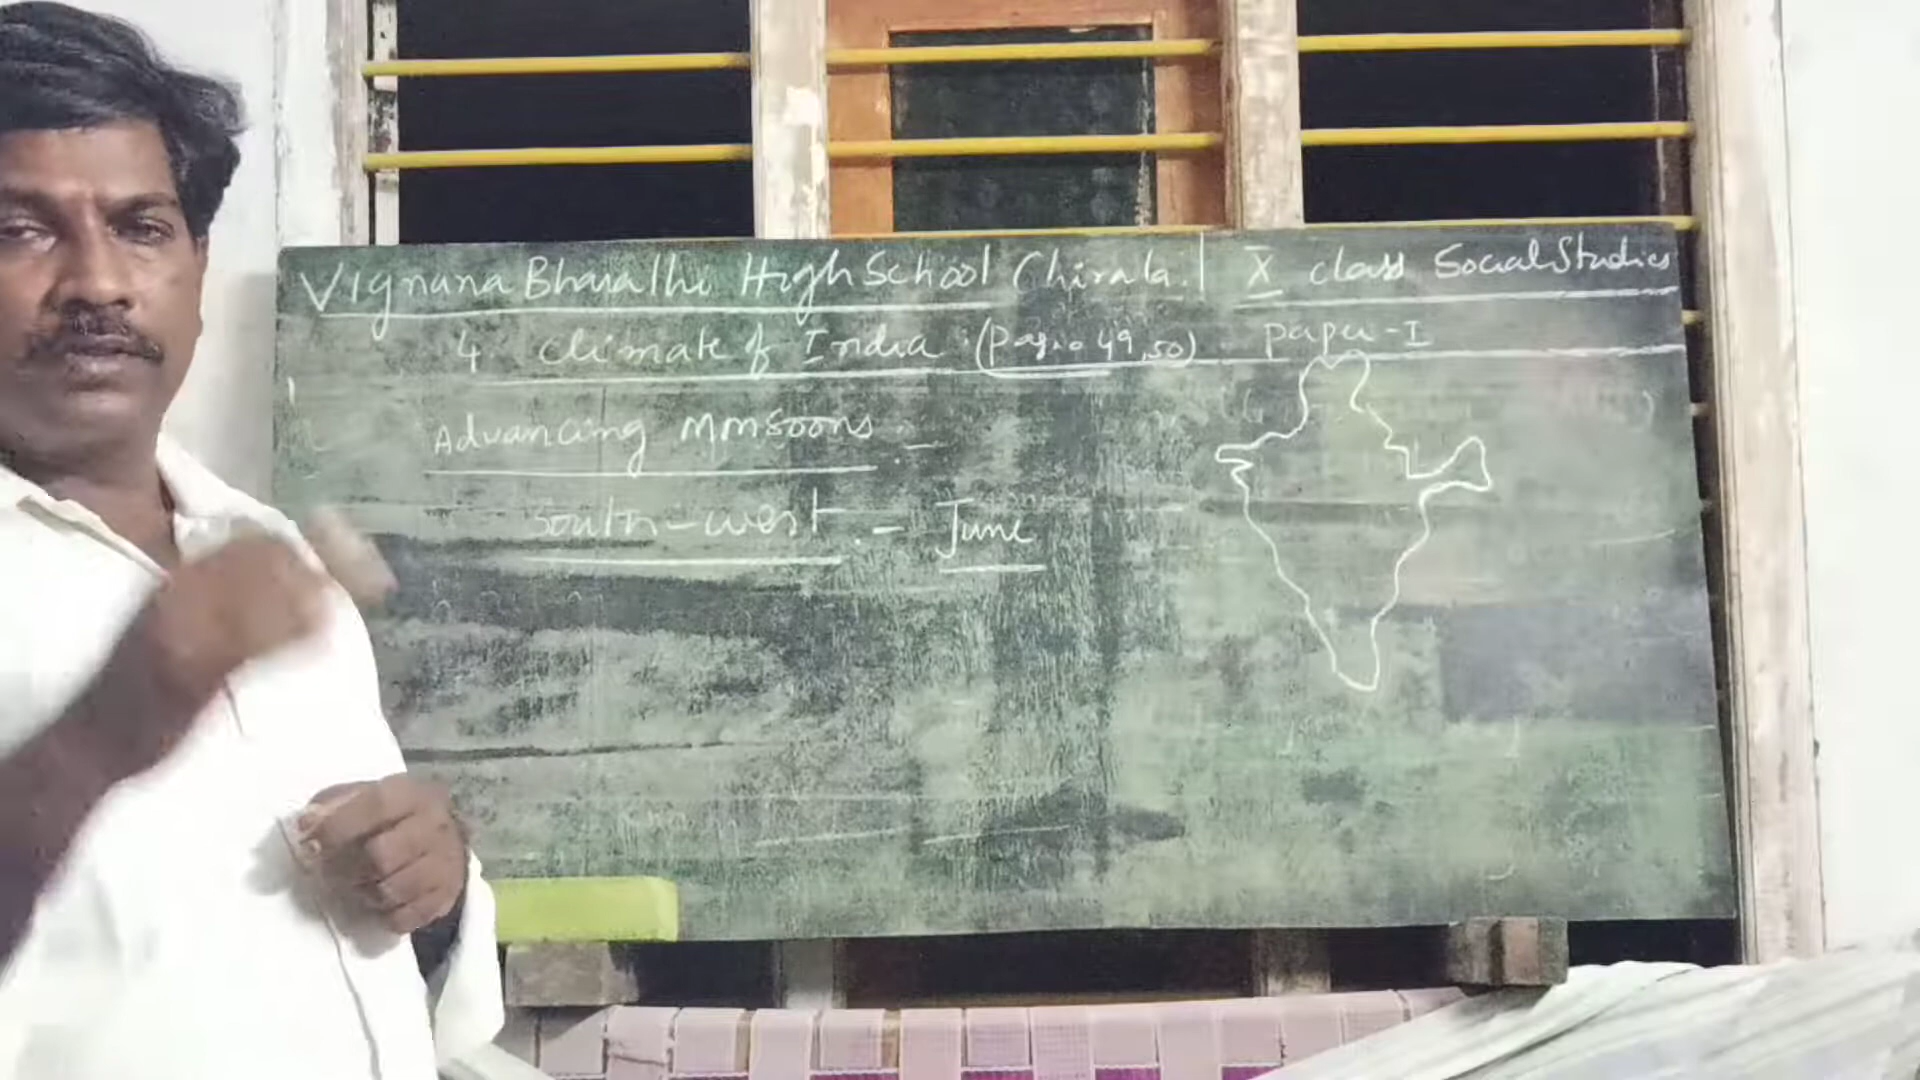 Vignana Bharathi High School Chirala. | X class Social Studies
4 climate of India : (Page 49,50) paper-I
Advancing Monsoons :-
South-west :- June